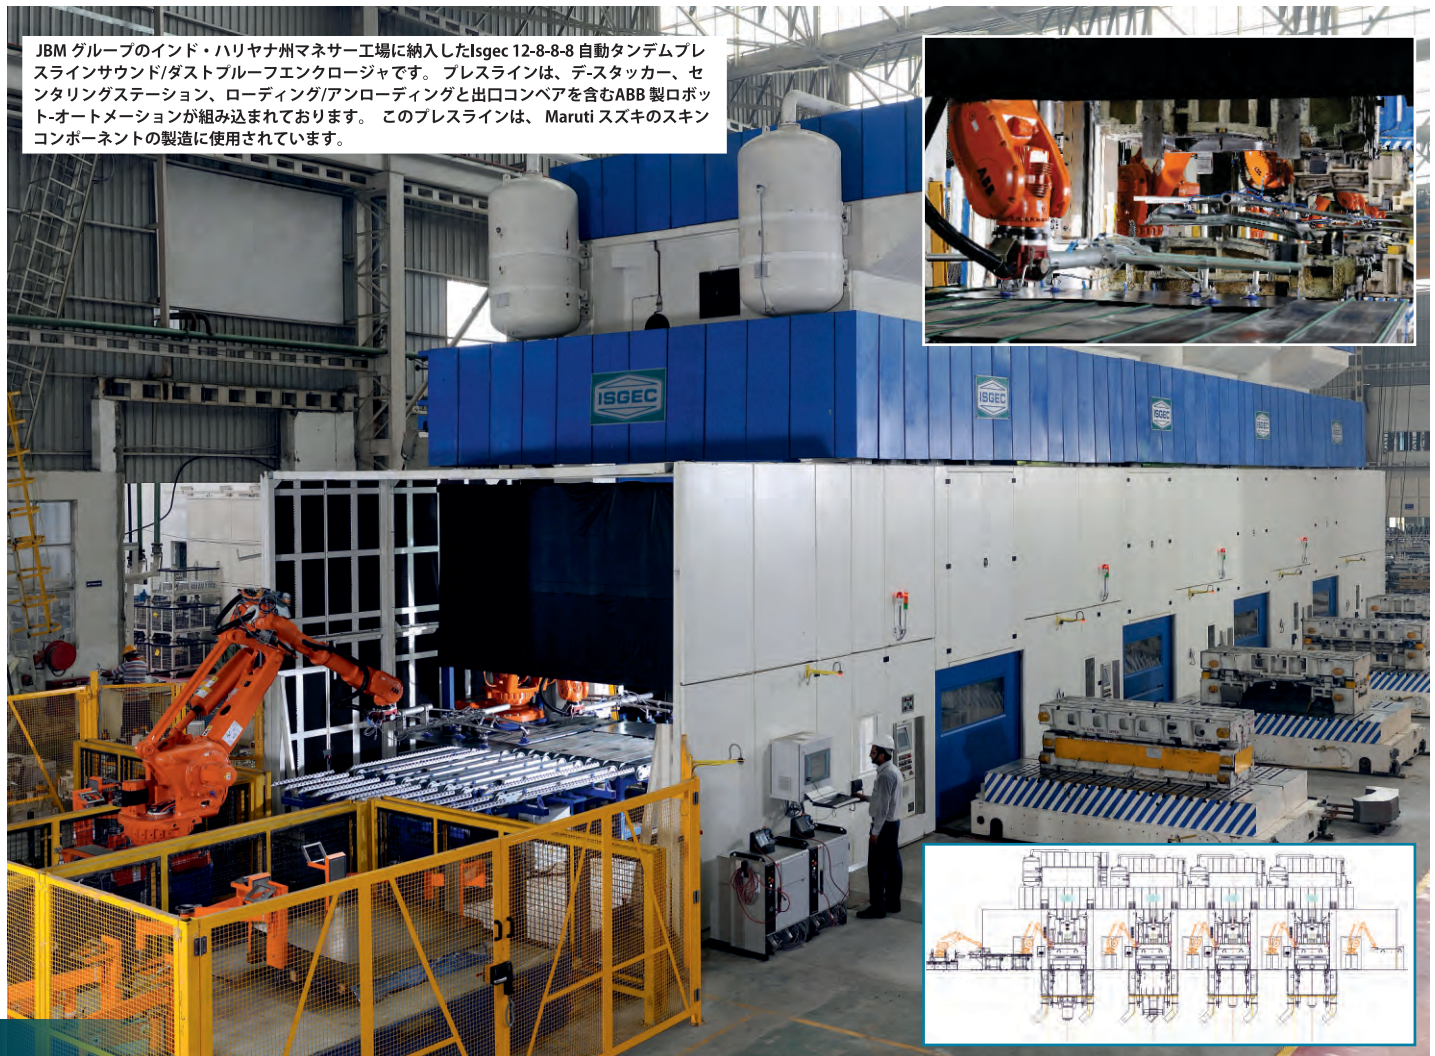 JBM グループのインド・ハリヤナ州マネサー工場に納入したIsgec 12-8-8-8 自動タンデムプレ
スラインサウンド/ダストプルーフエンクロージャです。 プレスラインは、デ-スタッカー、セ
ンタリングステーション、ローディング/アンローディングと出口コンベアを含むABB 製ロボッ
ト-オートメーションが組み込まれております。 このプレスラインは、 Maruti スズキのスキン
コンポーネントの製造に使用されています。
ABB
ISGEC
ISGEC
ISGEC
ISGEC
ISGEC